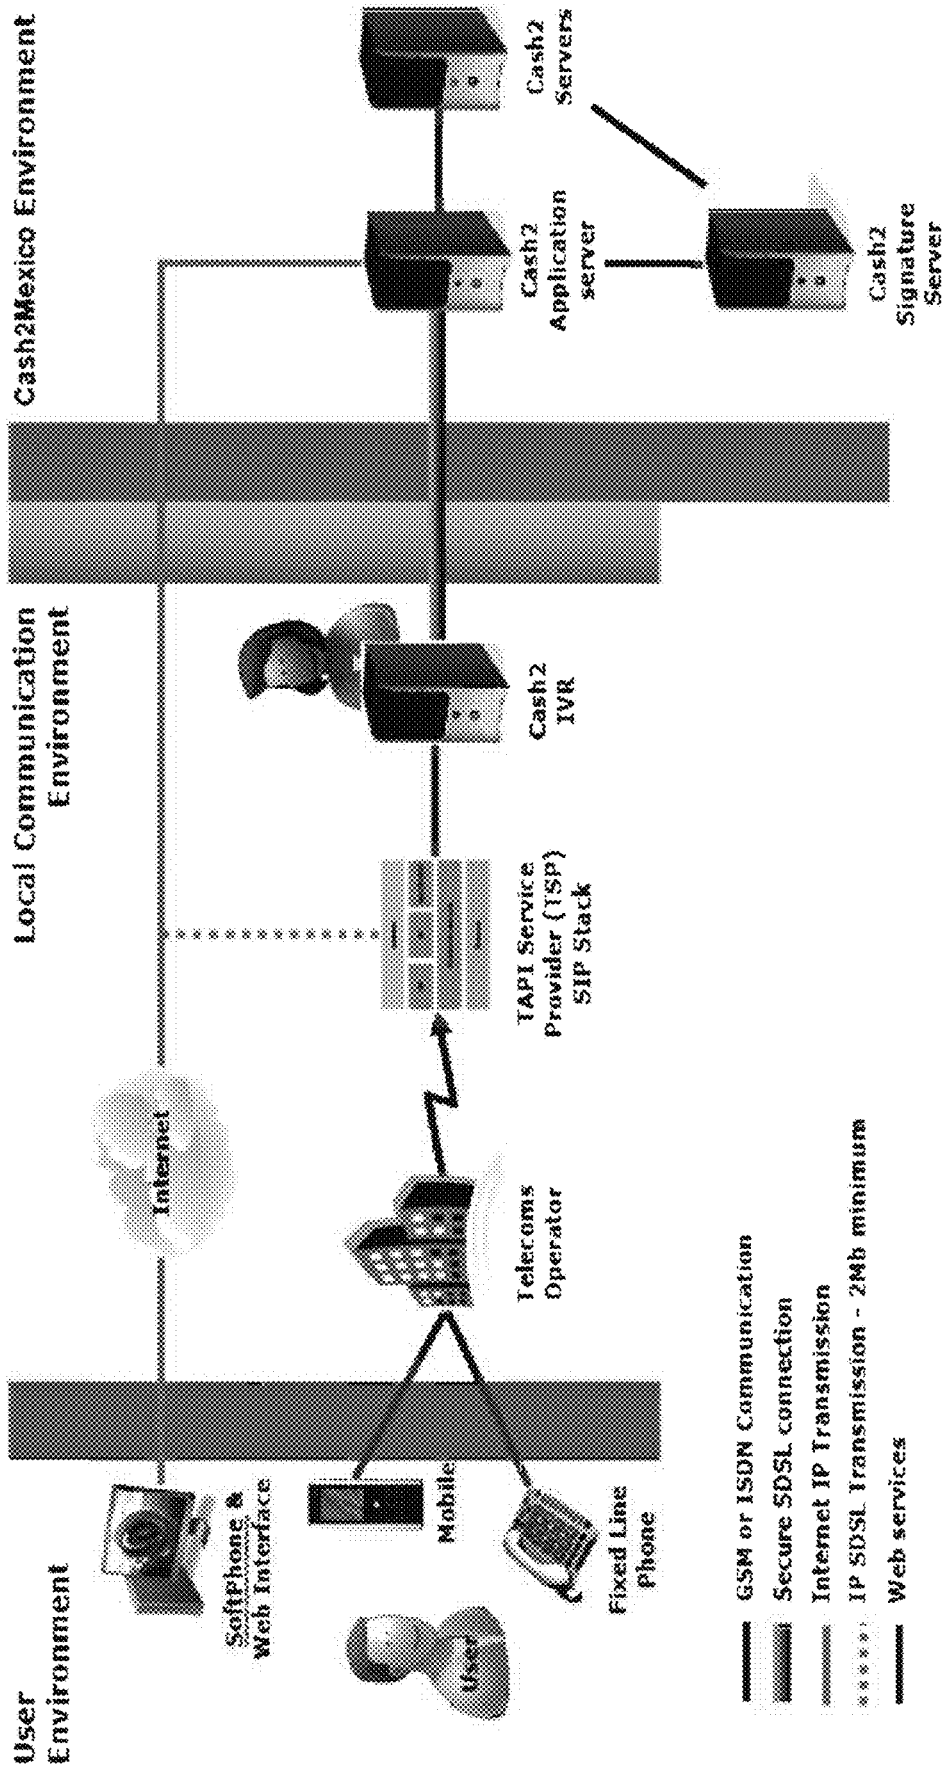 User
Environment
Local Communication
Environment
Cash2Mexico Environment
SoftPhone &
Web Interface
Internet
User
Mobile
Fixed Line
Phone
Telecoms
Operator
TAPI Service
Provider (TSP)
SIP Stack
Cash2
IVR
Cash2
Application
server
Cash2
Servers
Cash2
Signature
Server
GSM or ISDN Communication
Secure SDSL connection
Internet IP Transmission
IP SDSL Transmission - 2Mb minimum
Web services